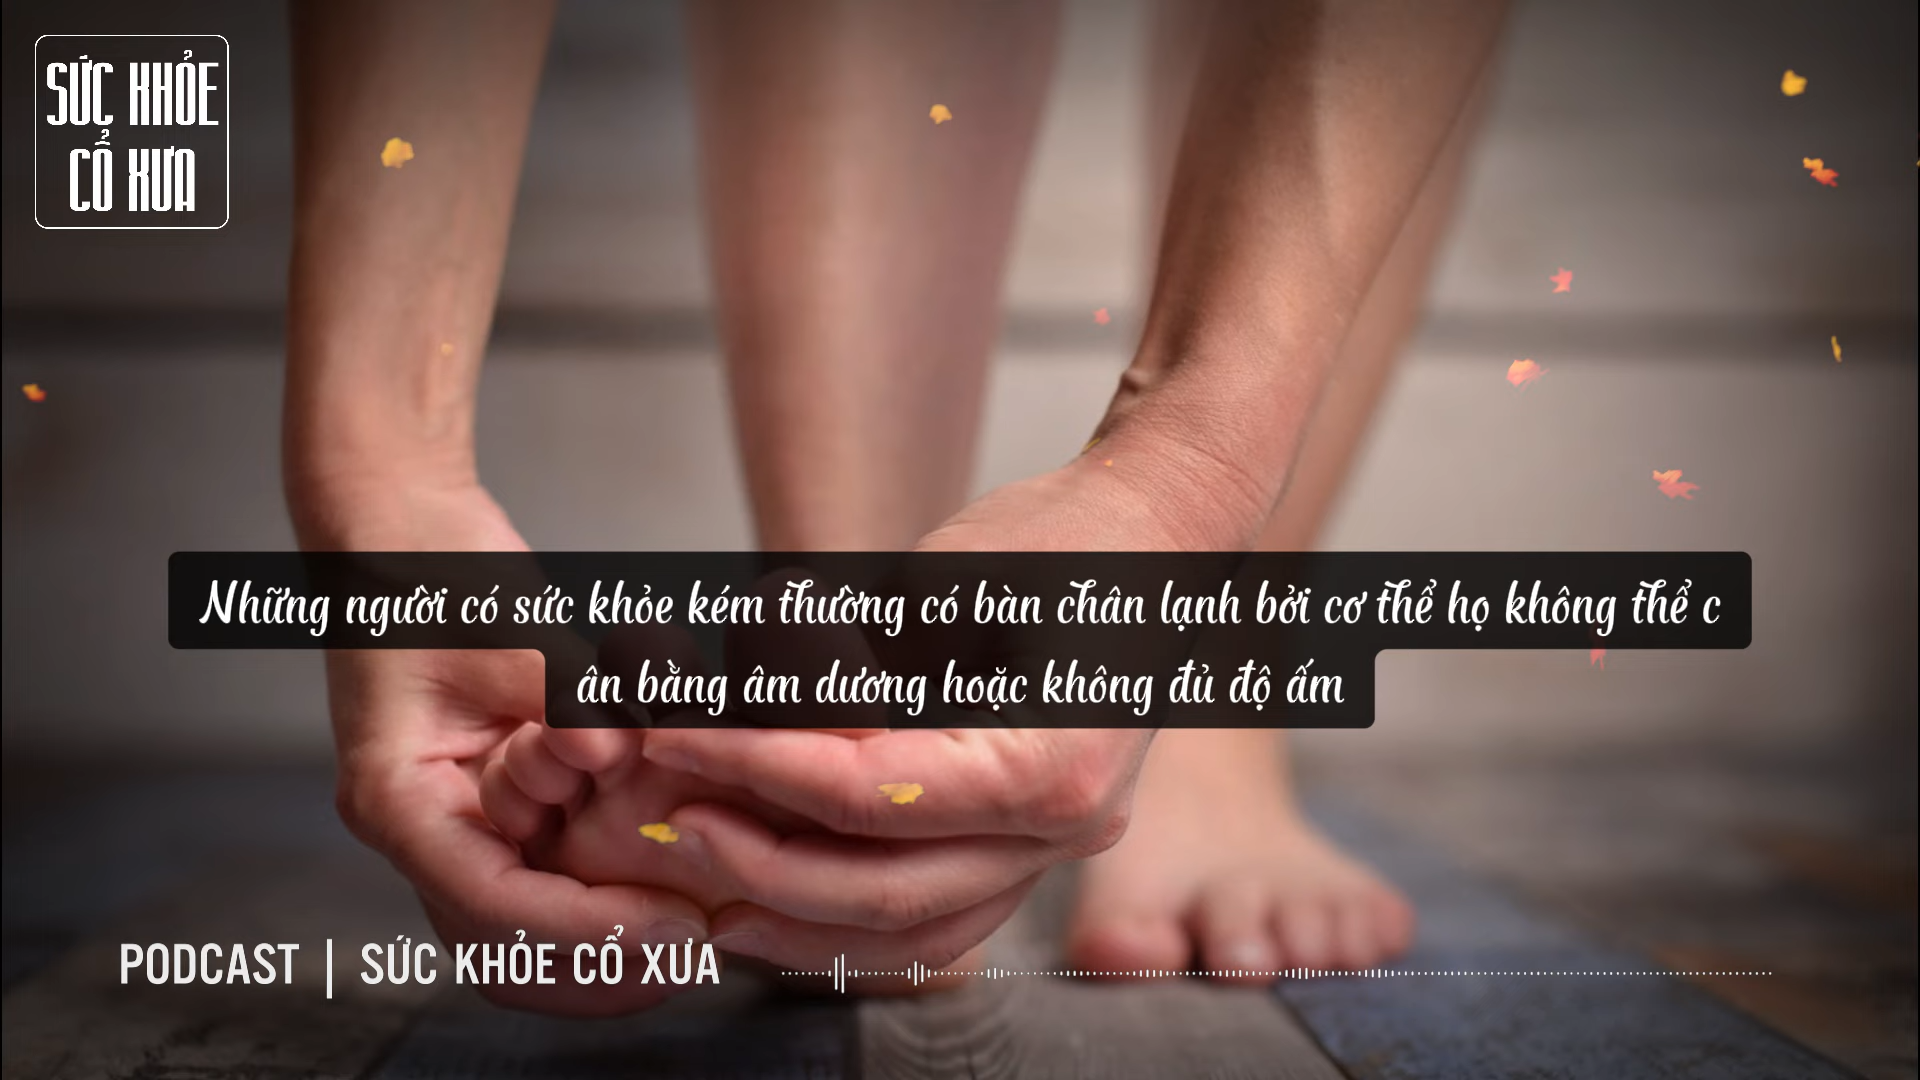 SỨC KHỎE
CỔ XƯA
Những người có sức khỏe kém thường có bàn chân lạnh bởi cơ thể họ không thể c
ân bằng âm dương hoặc không đủ độ ấm
PODCAST | SỨC KHỎE CỔ XƯA